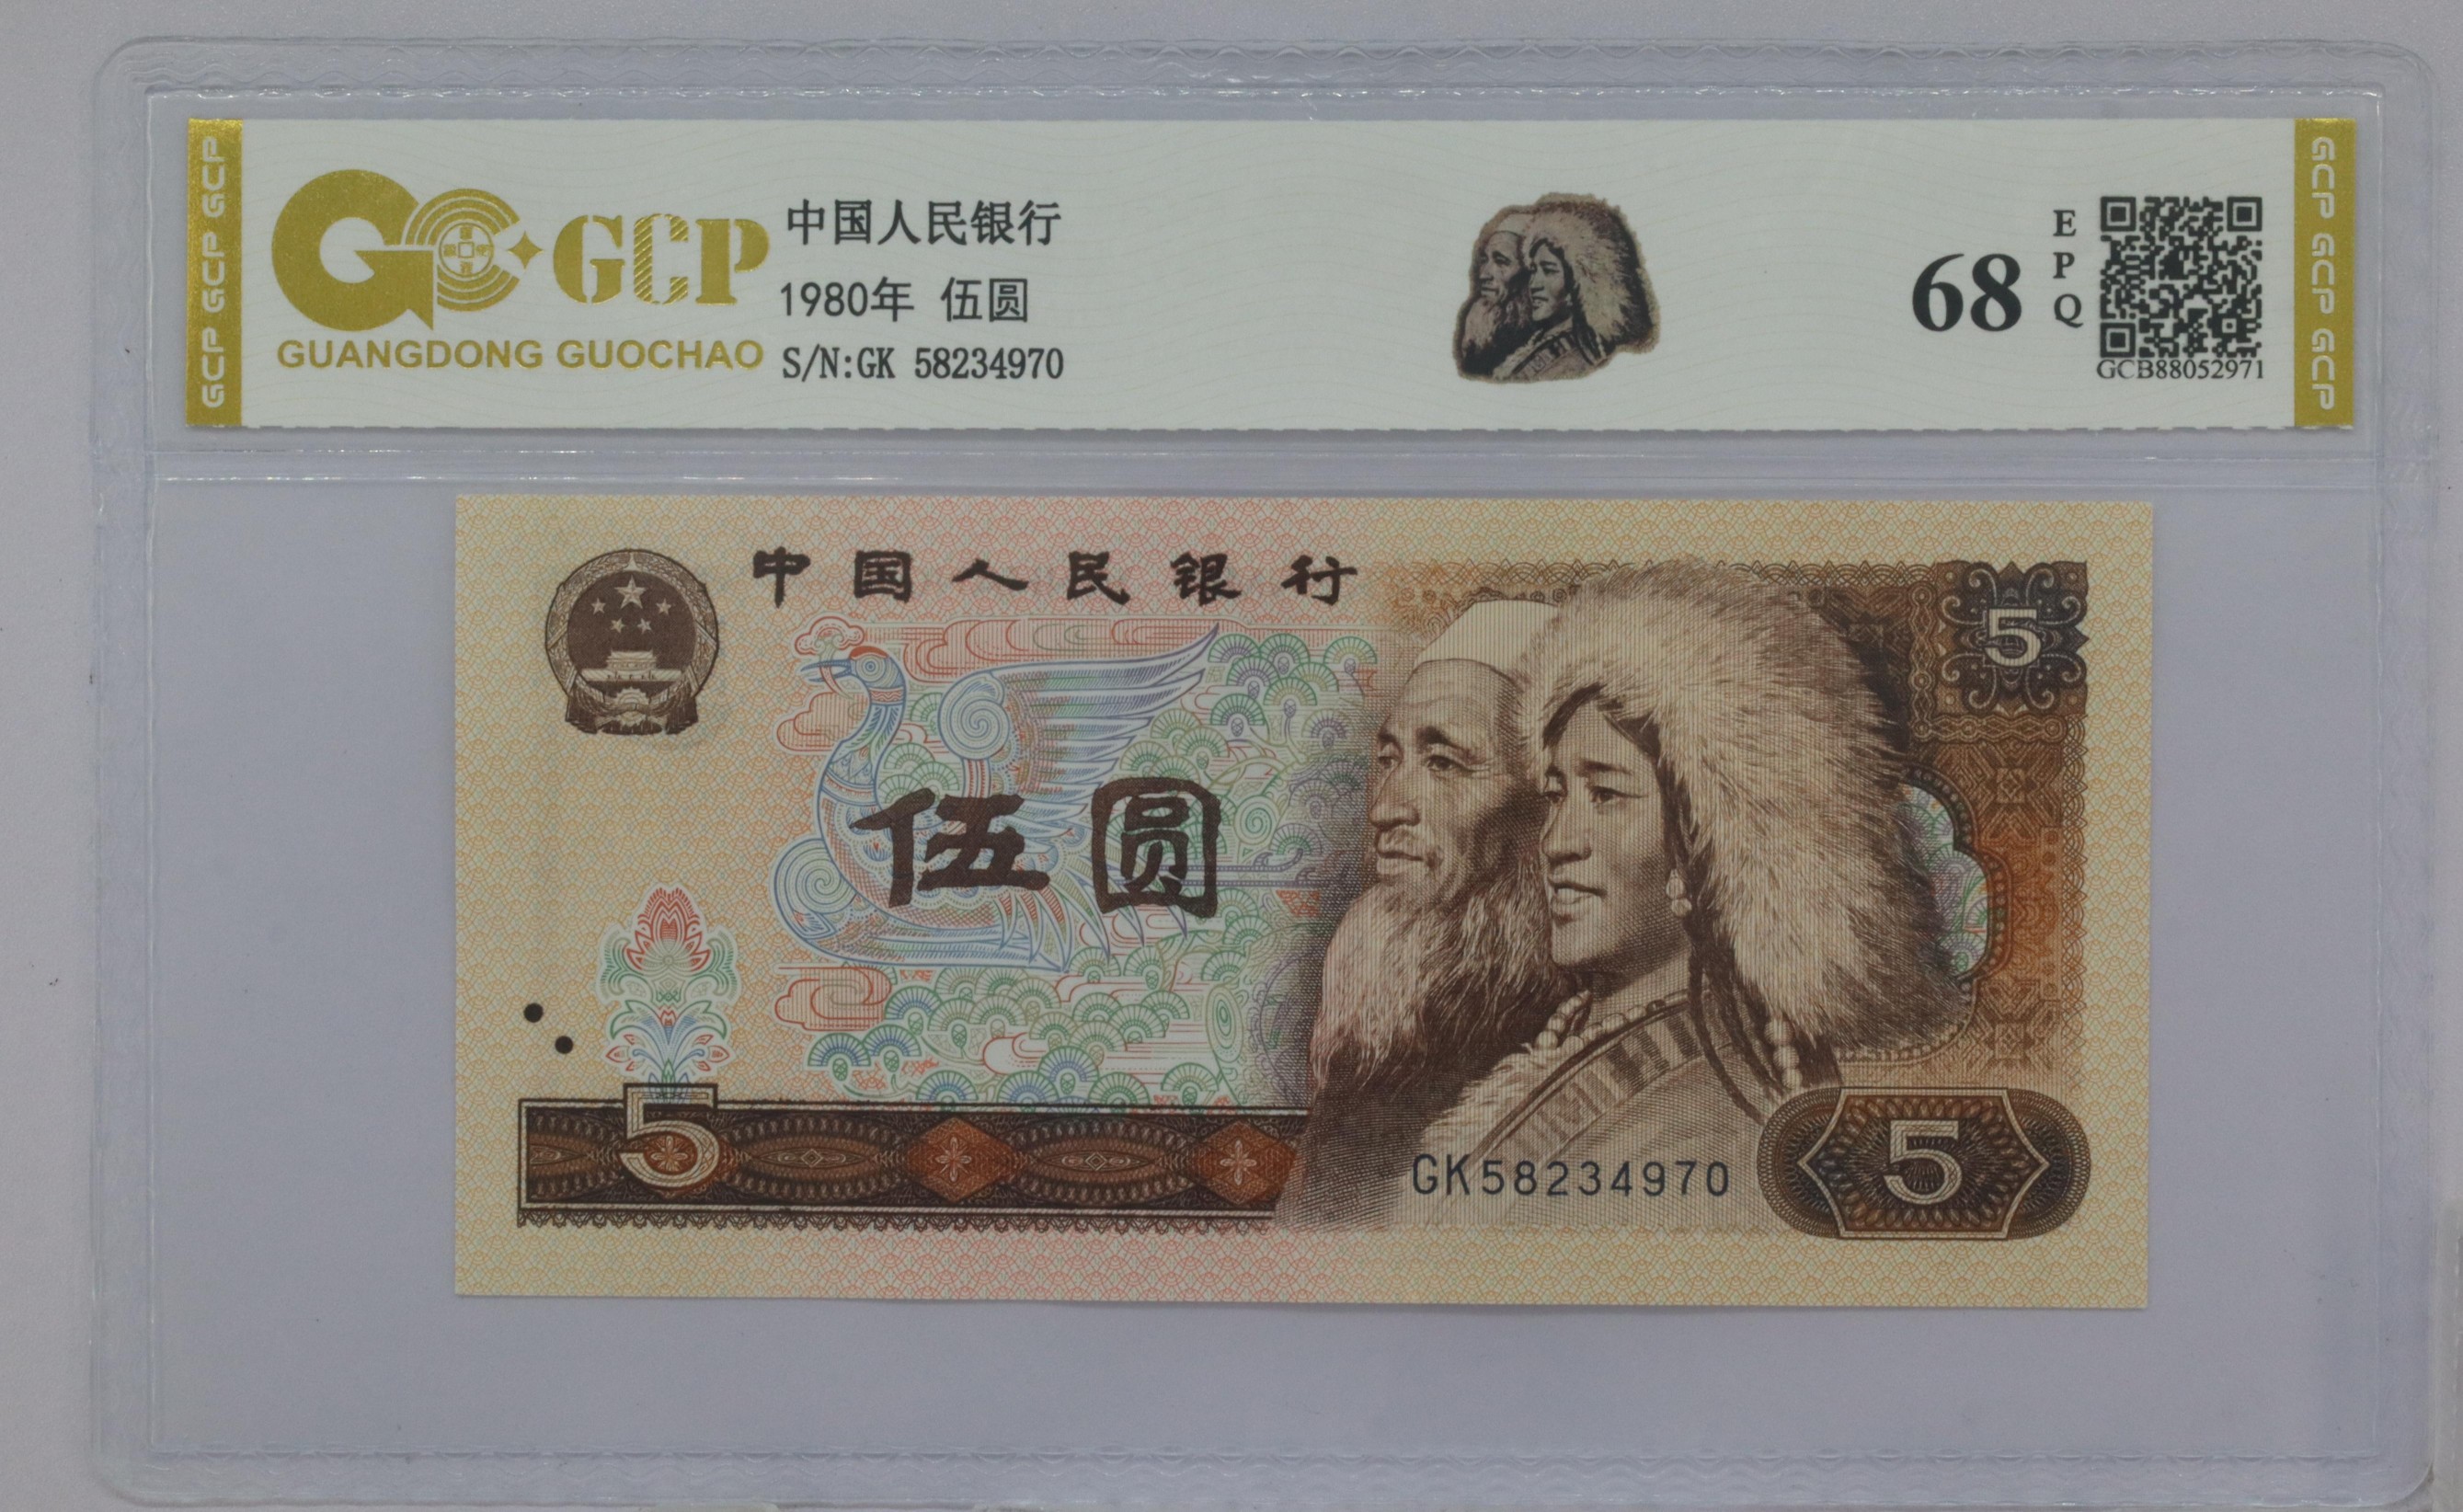 GCP GCP GCP
GCP
GUANGDONG GUOCHAO
中国人民银行
1980年 伍圆
S/N:GK 58234970
68
EPQ
GCB88052971
GCP GCP GCP
中国人民银行
5
伍圆
5
GK58234970
5